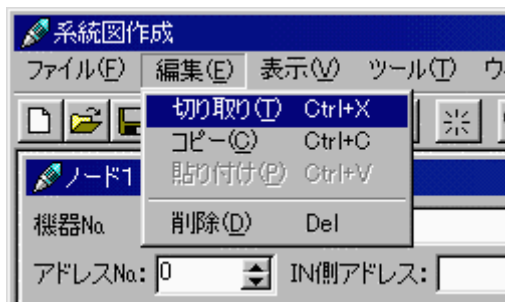 系統図作成
ファイル(F) 編集(E) 表示(V) ツール(T) ウ
切り取り(T) Ctrl+X
コピー(C) Ctrl+C
貼り付け(P) Ctrl+V
削除(D) Del
ノード1
機器No.
アドレスNo.: 0 IN側アドレス: